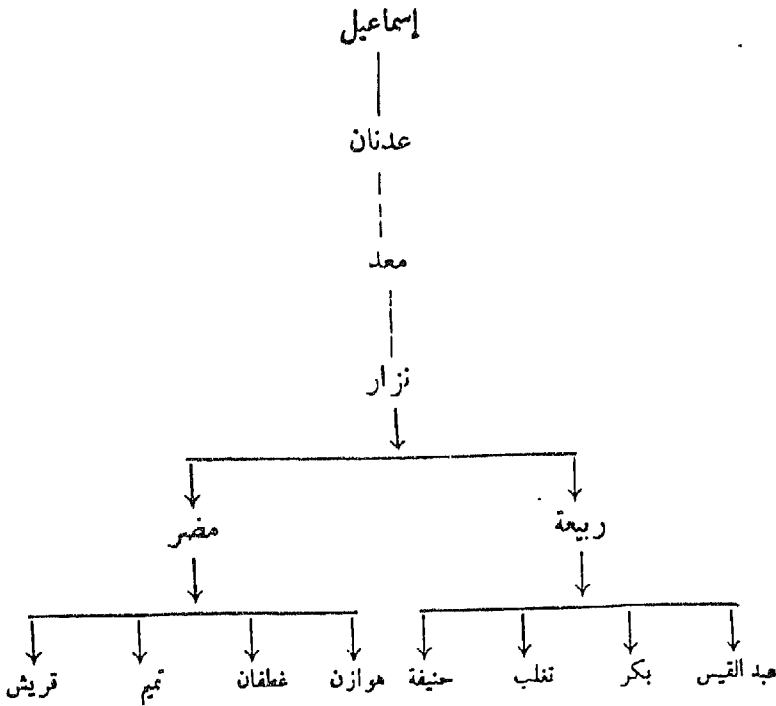 إسماعيل
عدنان
معد
نزار
ربيعة مضر
عبد القيس بكر تغلب حنيفة هوازن غطفان تميم قريش